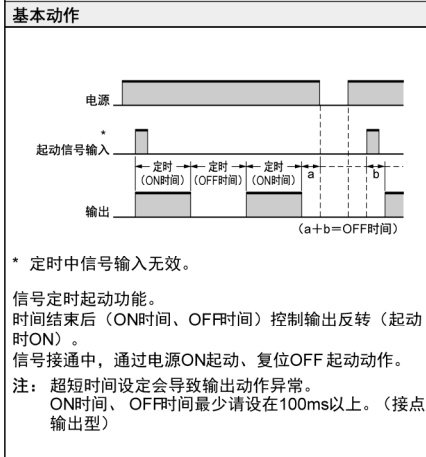 基本动作
电源
*
起动信号输入
定时 定时 定时
（ON时间）（OFF时间）（ON时间） a b
输出
（a＋b＝OFF时间）
* 定时中信号输入无效。
信号定时起动功能。
时间结束后（ON时间、OFF时间）控制输出反转（起动
时ON）。
信号接通中，通过电源ON起动、复位OFF 起动动作。
注： 超短时间设定会导致输出动作异常。
ON时间、 OFF时间最少请设在100ms以上。（接点
输出型）